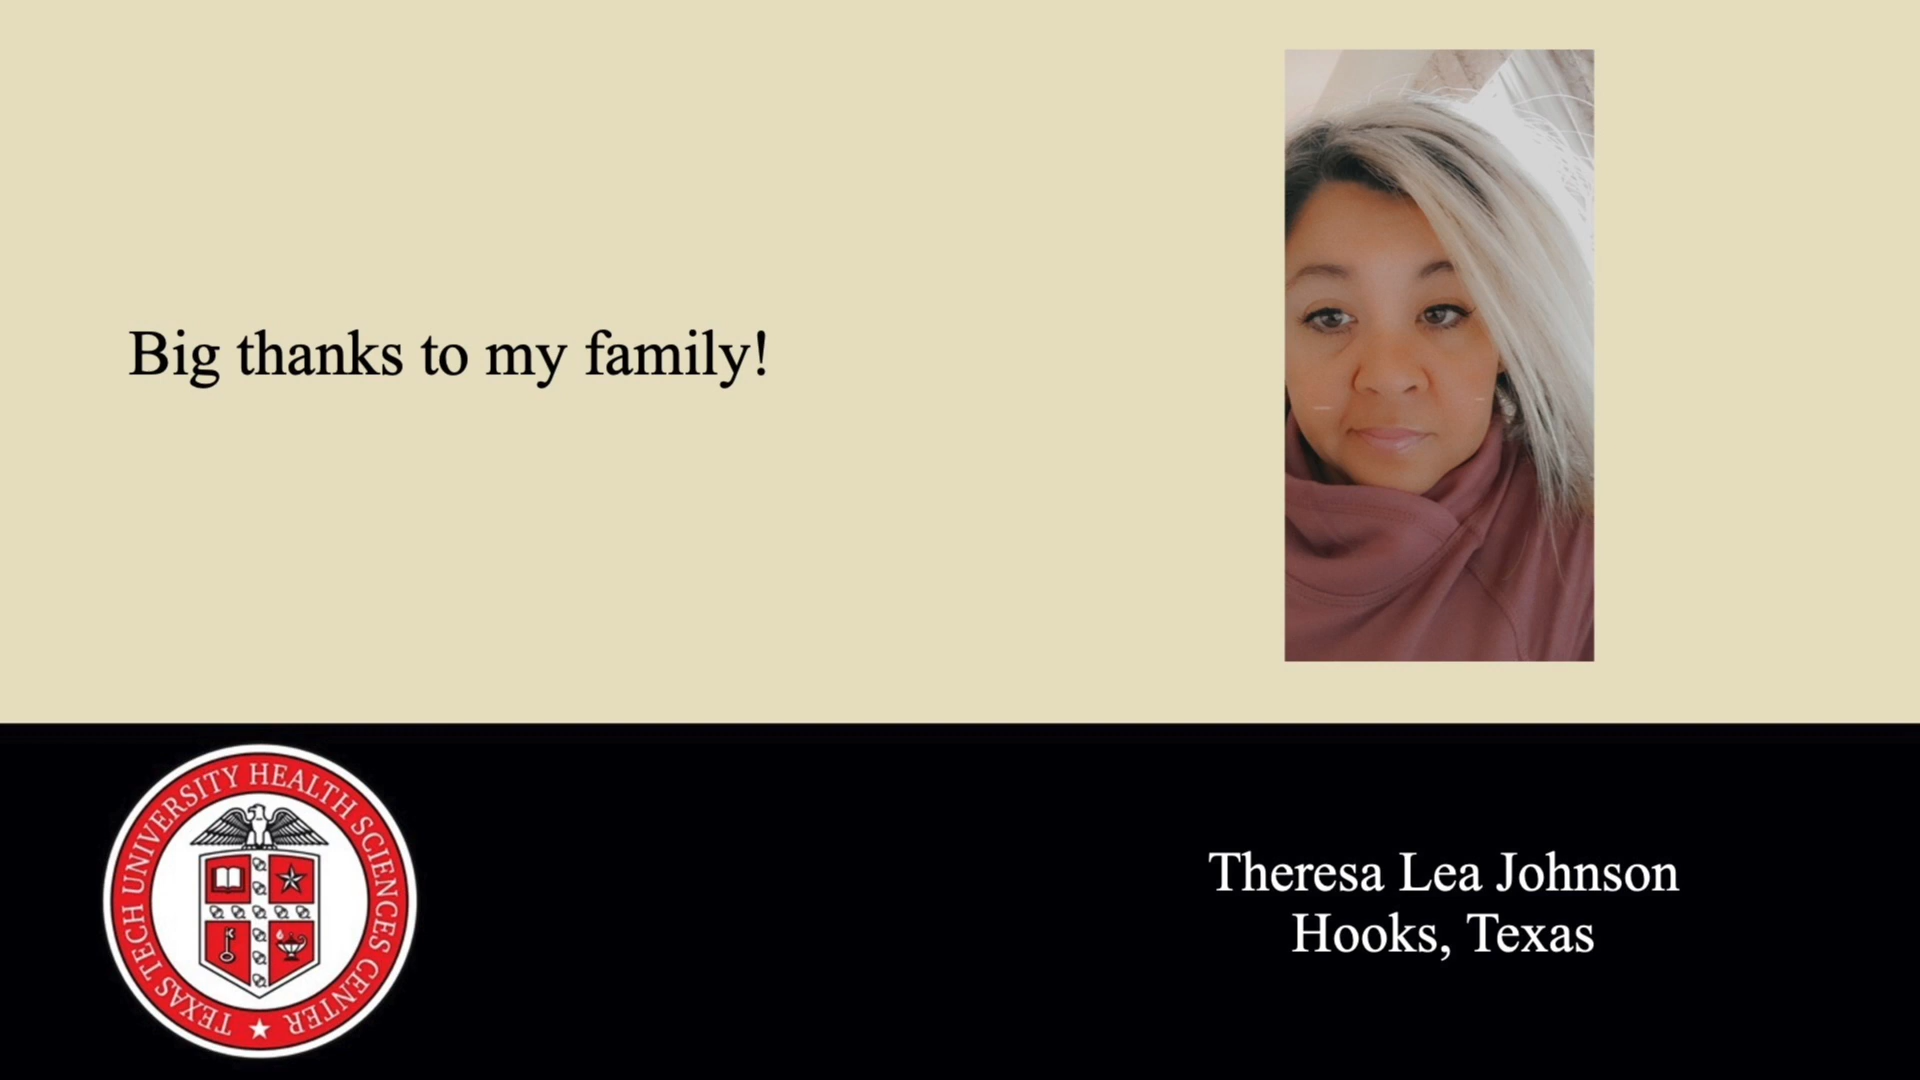 Big thanks to my family!
TEXAS TECH UNIVERSITY HEALTH SCIENCES CENTER
Theresa Lea Johnson
Hooks, Texas